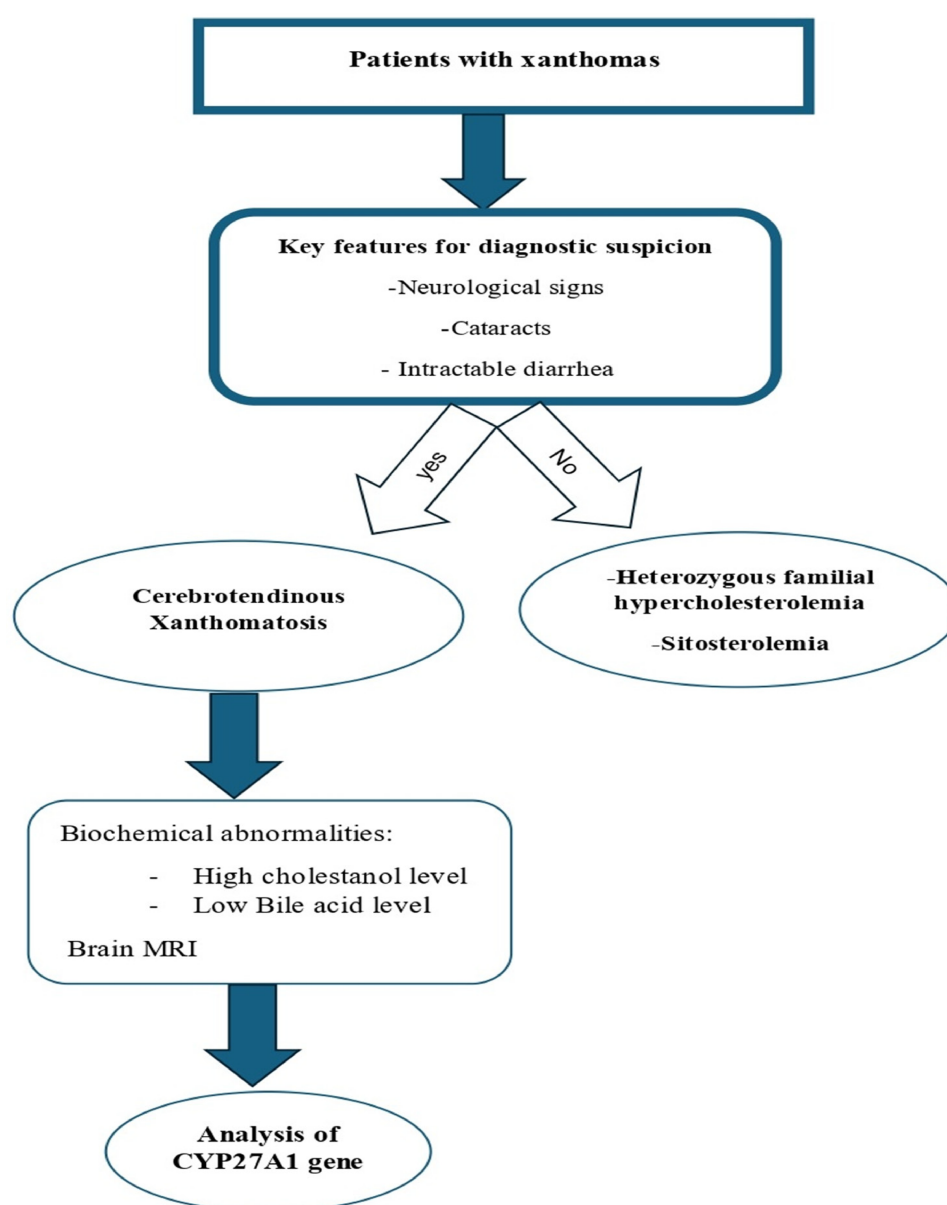 Patients with xanthomas
Key features for diagnostic suspicion
-Neurological signs
-Cataracts
- Intractable diarrhea
yes
No
Cerebrotendinous
Xanthomatosis
-Heterozygous familial
hypercholesterolemia
-Sitosterolemia
Biochemical abnormalities:
- High cholestanol level
- Low Bile acid level
Brain MRI
Analysis of
CYP27A1 gene